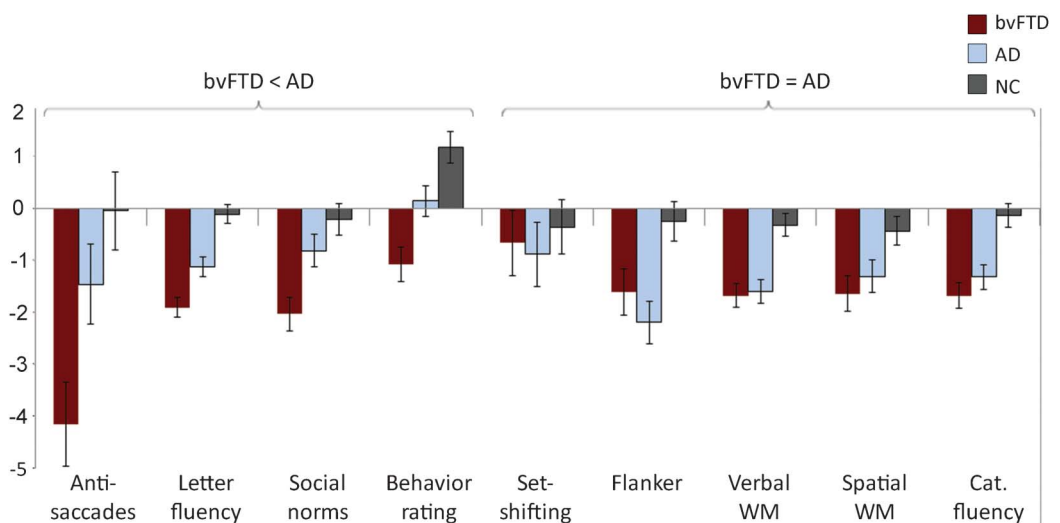 bvFTD
AD
NC
bvFTD < AD
bvFTD = AD
2
1
0
-1
-2
-3
-4
-5
Anti-
saccades
Letter
fluency
Social
norms
Behavior
rating
Set-
shifting
Flanker
Verbal
WM
Spatial
WM
Cat.
fluency